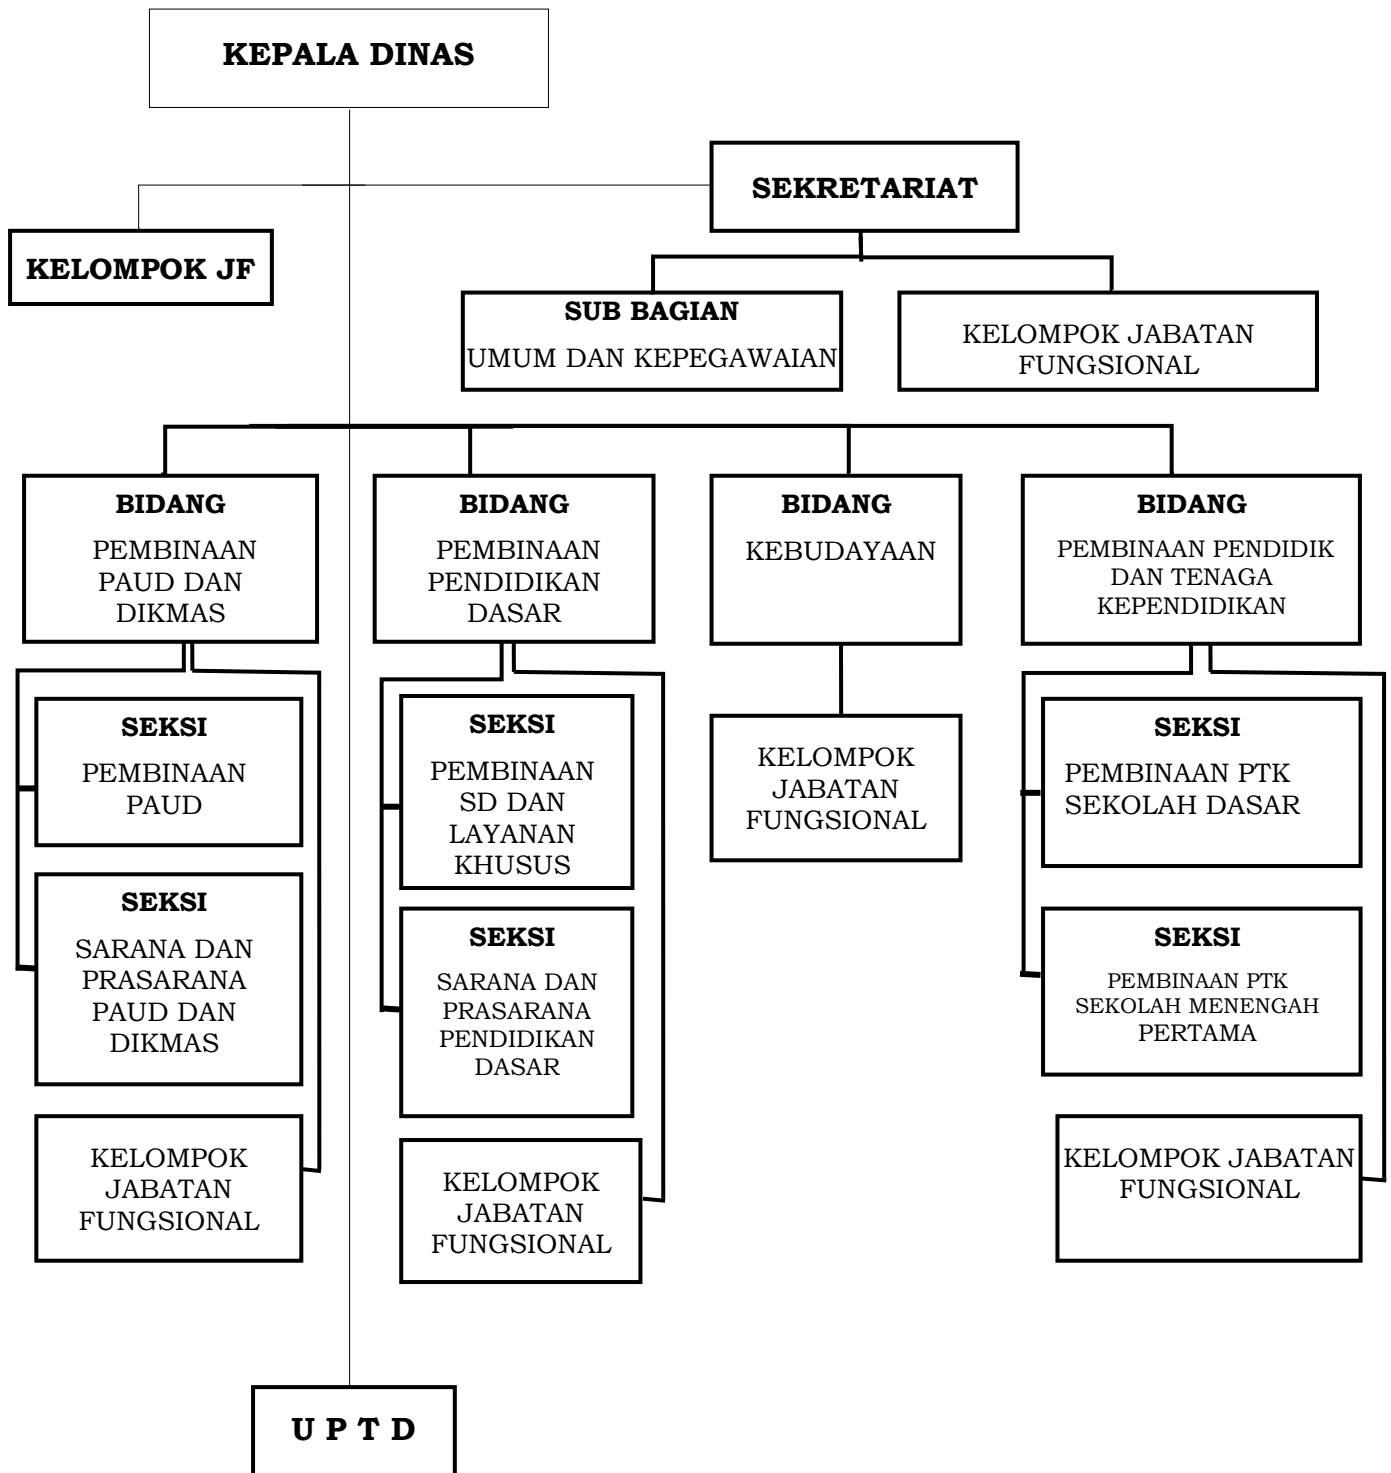 KEPALA DINAS
SEKRETARIAT
KELOMPOK JF
SUB BAGIAN
UMUM DAN KEPEGAWAIAN
KELOMPOK JABATAN
FUNGSIONAL
BIDANG
PEMBINAAN
PAUD DAN
DIKMAS
BIDANG
PEMBINAAN
PENDIDIKAN
DASAR
BIDANG
KEBUDAYAAN
BIDANG
PEMBINAAN PENDIDIK
DAN TENAGA
KEPENDIDIKAN
SEKSI
PEMBINAAN
PAUD
SEKSI
PEMBINAAN
SD DAN
LAYANAN
KHUSUS
KELOMPOK
JABATAN
FUNGSIONAL
SEKSI
PEMBINAAN PTK
SEKOLAH DASAR
SEKSI
SARANA DAN
PRASARANA
PAUD DAN
DIKMAS
SEKSI
SARANA DAN
PRASARANA
PENDIDIKAN
DASAR
SEKSI
PEMBINAAN PTK
SEKOLAH MENENGAH
PERTAMA
KELOMPOK
JABATAN
FUNGSIONAL
KELOMPOK
JABATAN
FUNGSIONAL
KELOMPOK JABATAN
FUNGSIONAL
U P T D